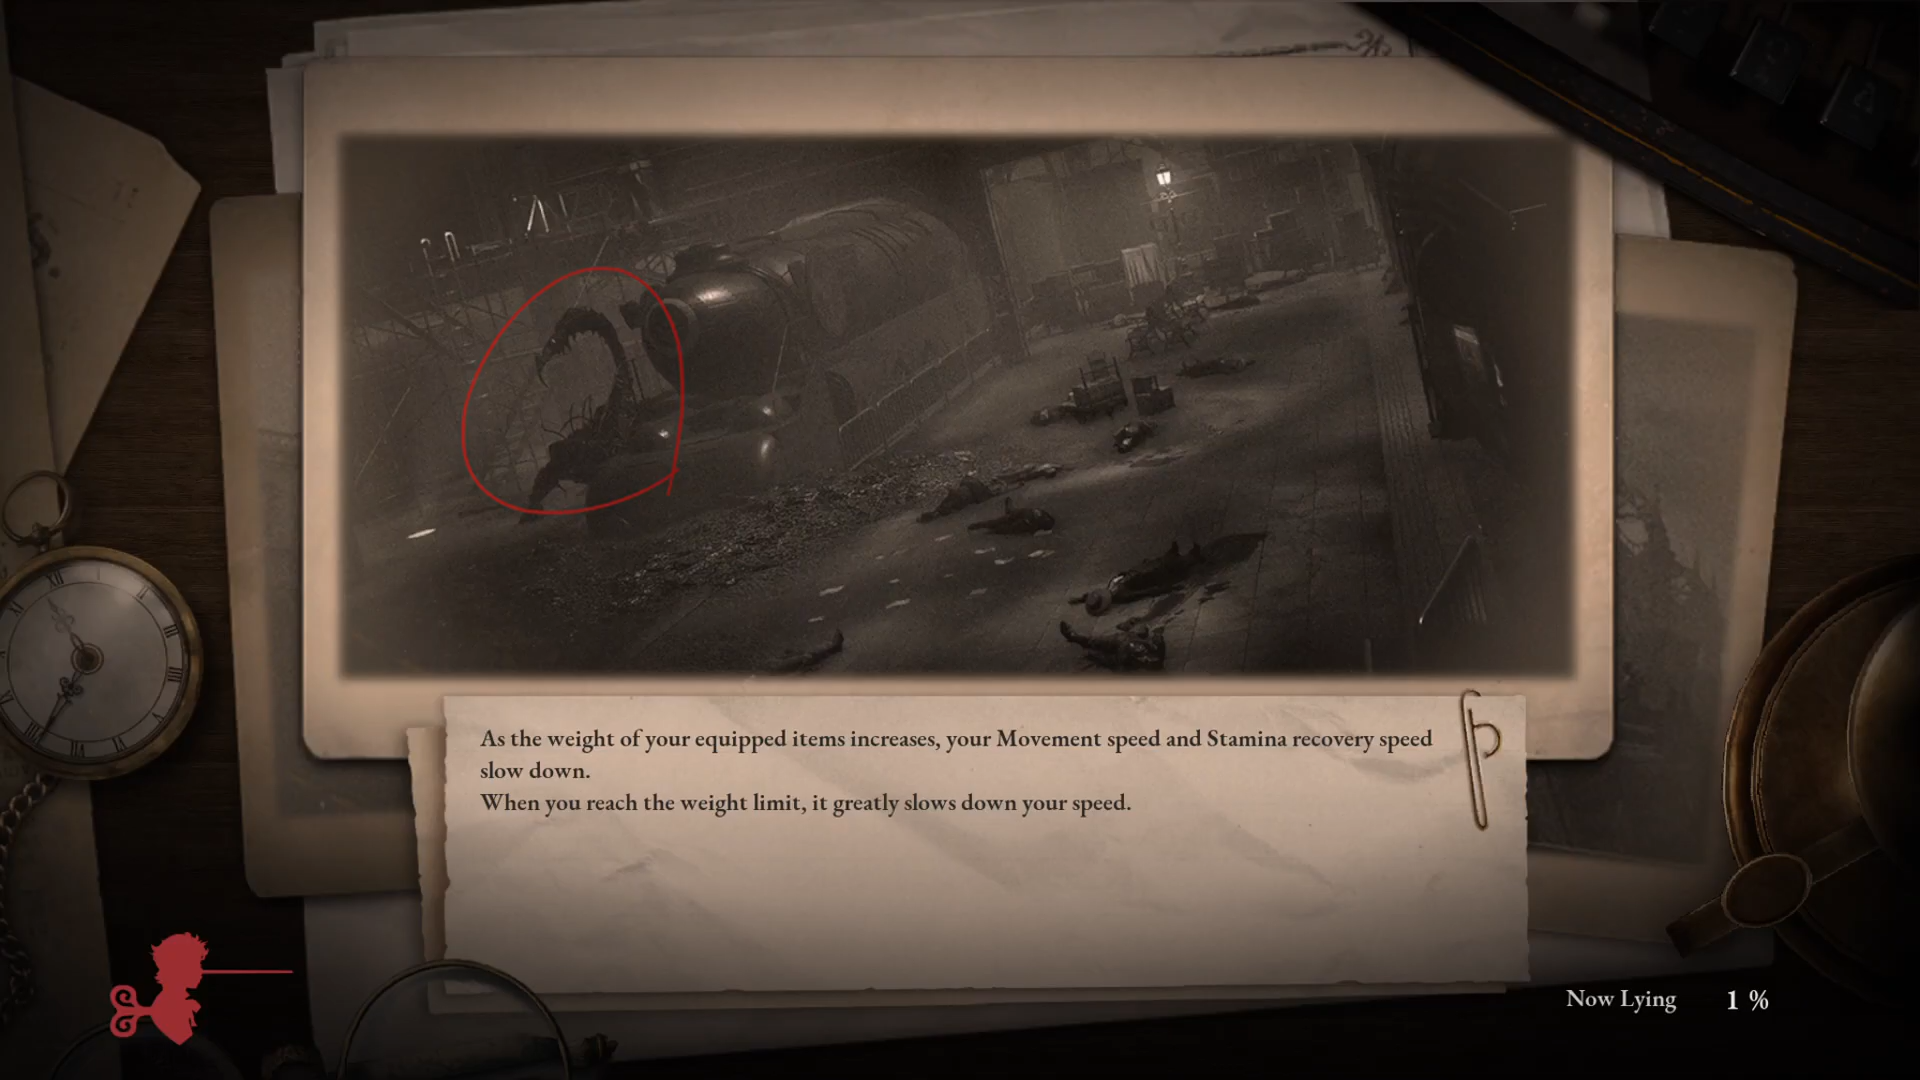 As the weight of your equipped items increases, your Movement speed and Stamina recovery speed
slow down.
When you reach the weight limit, it greatly slows down your speed.
Now Lying 1 %